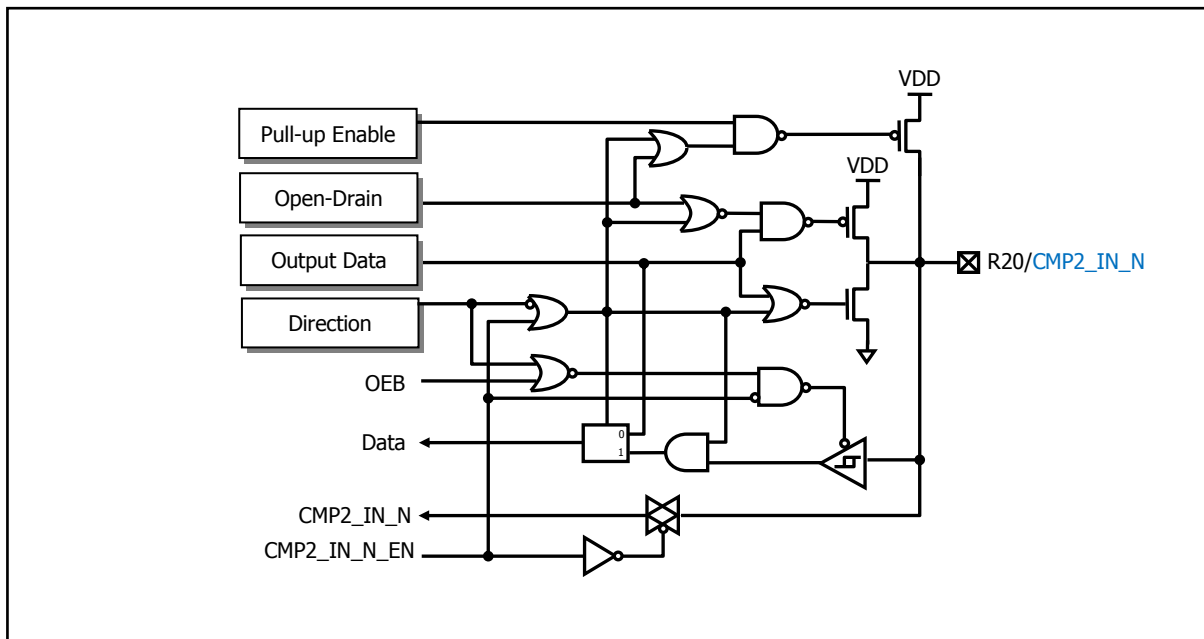 VDD
Pull-up Enable
VDD
Open-Drain
Output Data
R20/CMP2_IN_N
Direction
OEB
Data
0
1
CMP2_IN_N
CMP2_IN_N_EN